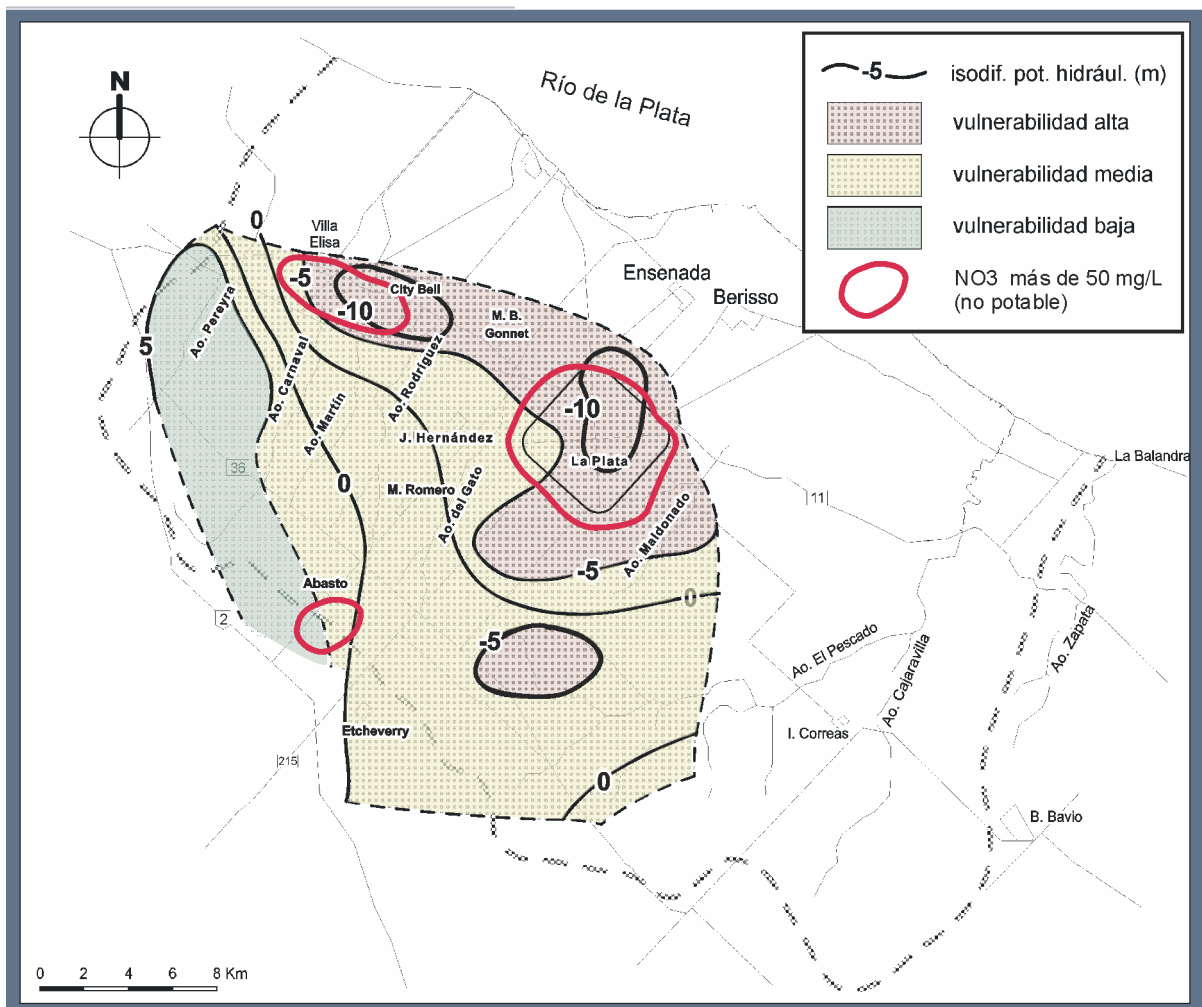 N
Río de la Plata
-5 isodif. pot. hidrául. (m)
vulnerabilidad alta
vulnerabilidad media
vulnerabilidad baja
NO3 más de 50 mg/L
(no potable)
0
Villa
Elisa
-5
City Bell
-10
Ensenada
Berisso
M. B.
Gonnet
5
Ao. Pereyra
Ao. Carnaval
Ao. Martín
Ao. Rodríguez
-10
J. Hernández
La Plata
La Balandra
36
0
M. Romero
Ao. del Gato
11
Ao. Maldonado
-5
Abasto
0
2
-5
Ao. El Pescado
Ao. Cajaravilla
Ao. Zapata
Etcheverry
I. Correas
215
0
B. Bavio
0 2 4 6 8 Km